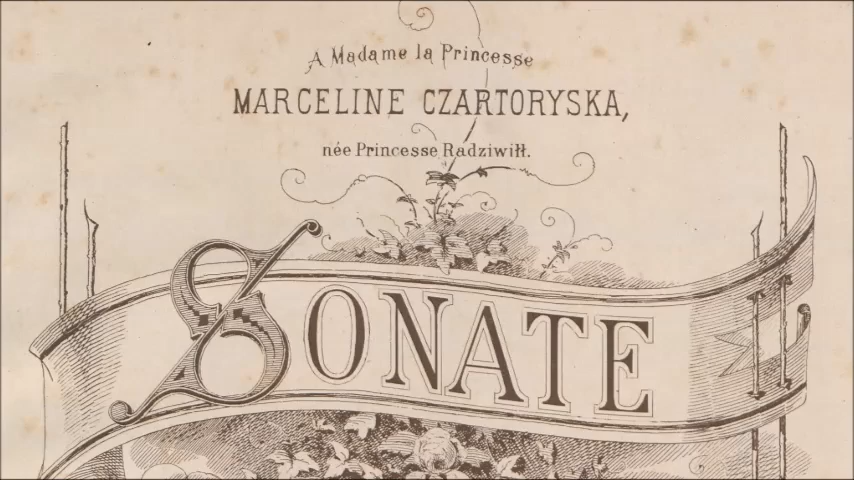 A Madame la Princesse
MARCELINE CZARTORYSKA,
née Princesse Radziwiłł.
SONATE